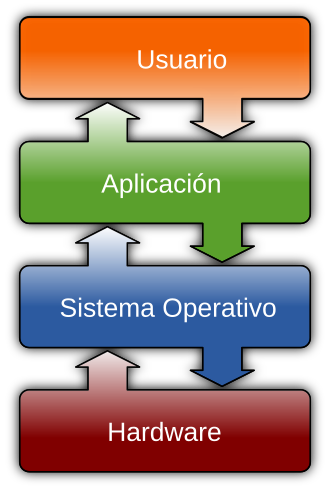 Usuario
Aplicación
Sistema Operativo
Hardware